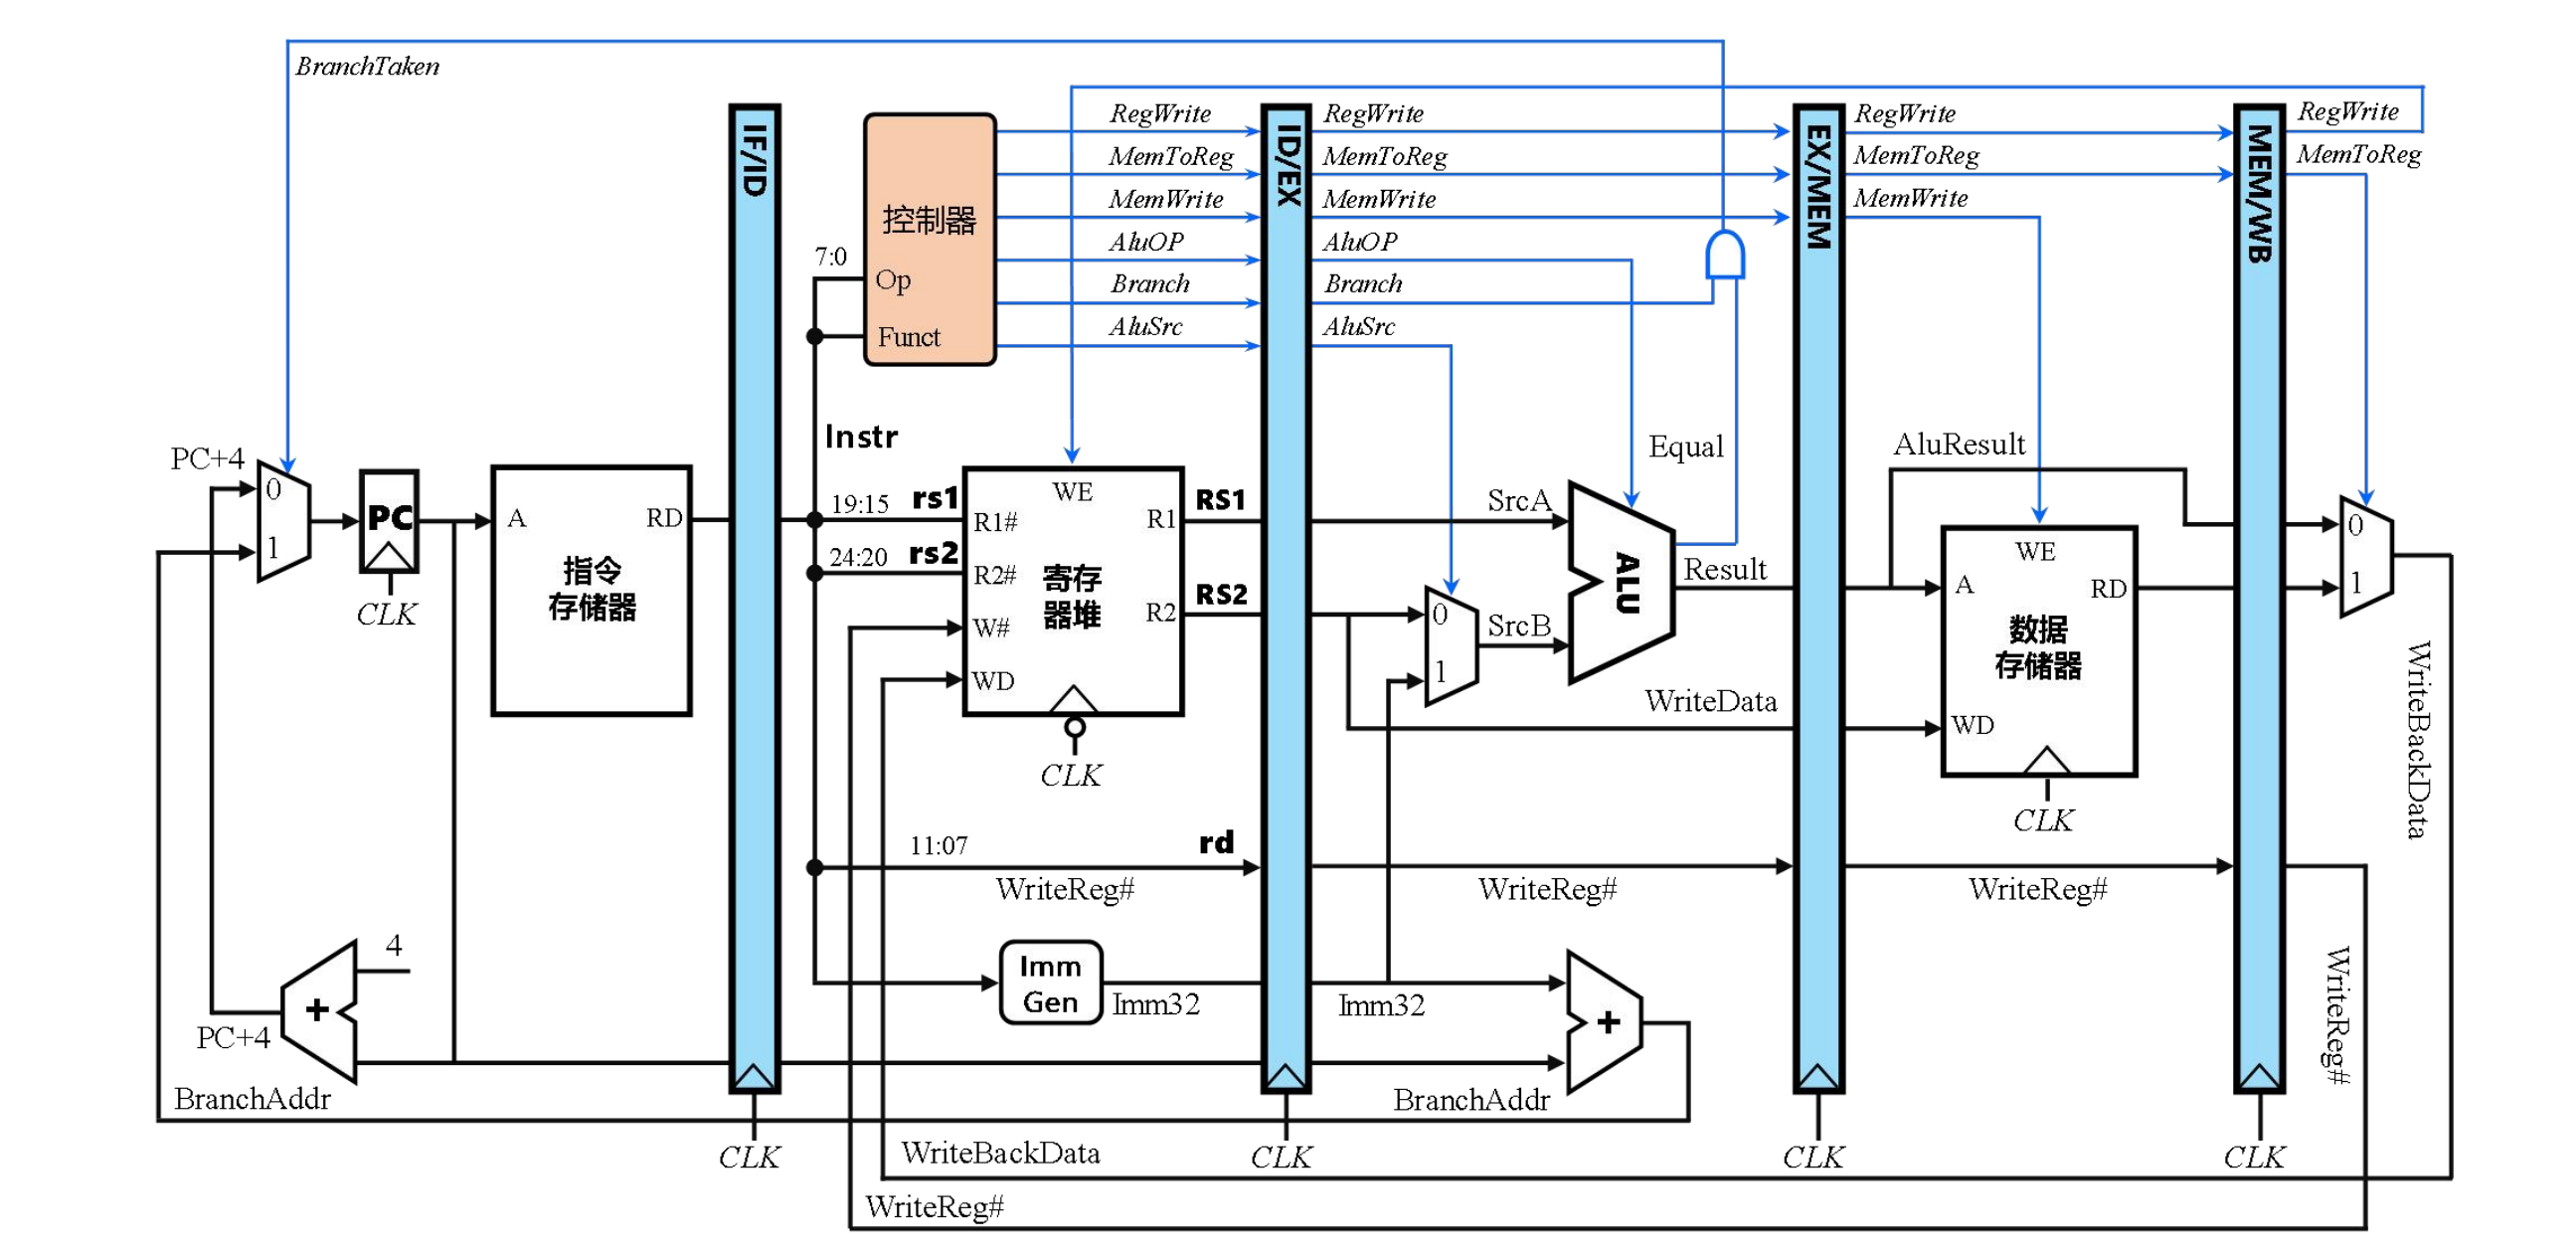 BranchTaken
RegWrite
MemToReg
MemWrite
AluOP
Branch
AluSrc
RegWrite
MemToReg
MemWrite
AluOP
Branch
AluSrc
RegWrite
MemToReg
MemWrite
RegWrite
MemToReg
IF/ID
ID/EX
EX/MEM
MEM/WB
控制器
7:0
Op
Funct
Instr
PC+4
0
1
PC
CLK
A
RD
指令
存储器
19:15
rs1
24:20
rs2
WE
R1#
R1
R2#
R2
W#
WD
寄存
器堆
CLK
RS1
RS2
SrcA
0
1
SrcB
ALU
Equal
Result
WriteData
AluResult
WE
A
RD
数据
存储器
WD
CLK
0
1
WriteBackData
11:07
rd
WriteReg#
WriteReg#
WriteReg#
WriteReg#
4
+
PC+4
Imm
Gen
Imm32
Imm32
+
BranchAddr
BranchAddr
CLK
CLK
CLK
CLK
WriteBackData
WriteReg#